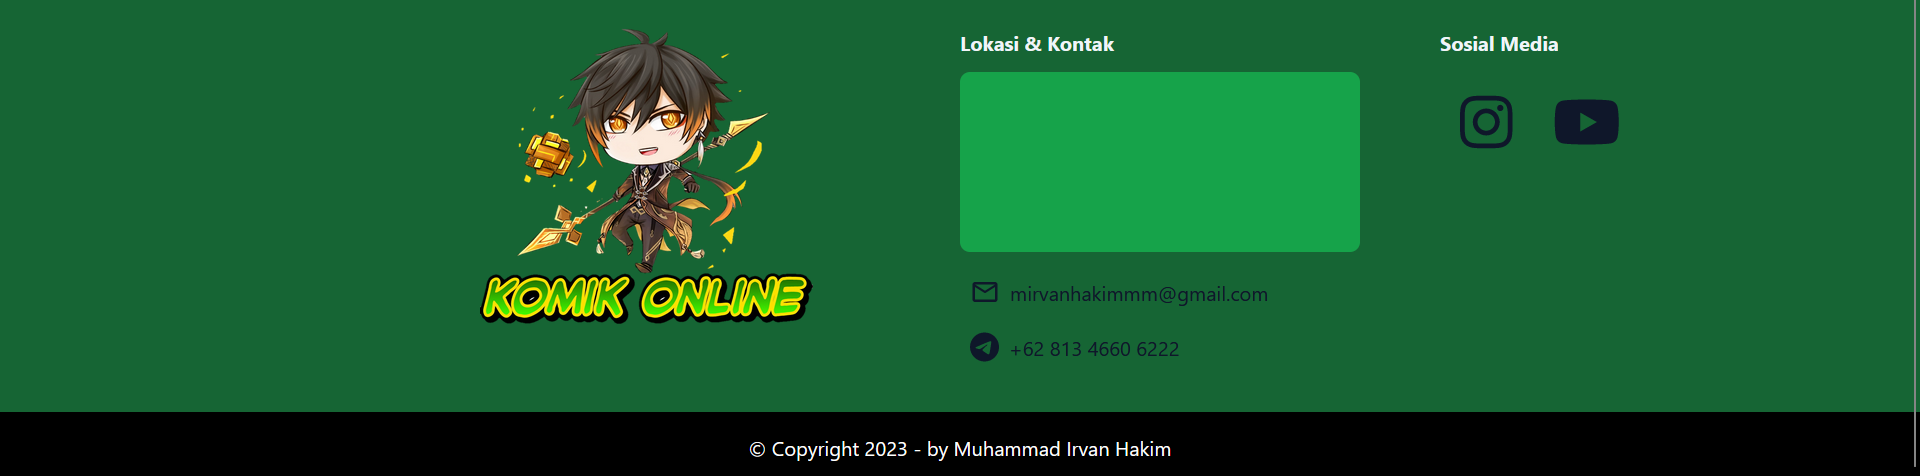 KOMIK ONLINE
Lokasi & Kontak
mirvanhakimmm@gmail.com
+62 813 4660 6222
Sosial Media
© Copyright 2023 - by Muhammad Irvan Hakim